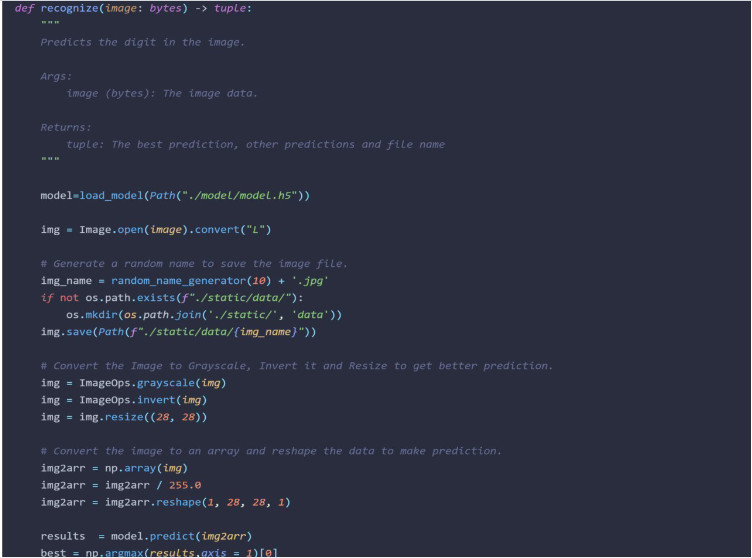 def recognize(image: bytes) -> tuple:
    """
    Predicts the digit in the image.

    Args:
        image (bytes): The image data.

    Returns:
        tuple: The best prediction, other predictions and file name
    """

    model=load_model(Path("./model/model.h5"))

    img = Image.open(image).convert("L")

    # Generate a random name to save the image file.
    img_name = random_name_generator(10) + '.jpg'
    if not os.path.exists(f"./static/data/"):
        os.mkdir(os.path.join('./static/', 'data'))
    img.save(Path(f"./static/data/{img_name}"))

    # Convert the Image to Grayscale, Invert it and Resize to get better prediction.
    img = ImageOps.grayscale(img)
    img = ImageOps.invert(img)
    img = img.resize((28, 28))

    # Convert the image to an array and reshape the data to make prediction.
    img2arr = np.array(img)
    img2arr = img2arr / 255.0
    img2arr = img2arr.reshape(1, 28, 28, 1)

    results  = model.predict(img2arr)
    best = np.argmax(results,axis = 1)[0]